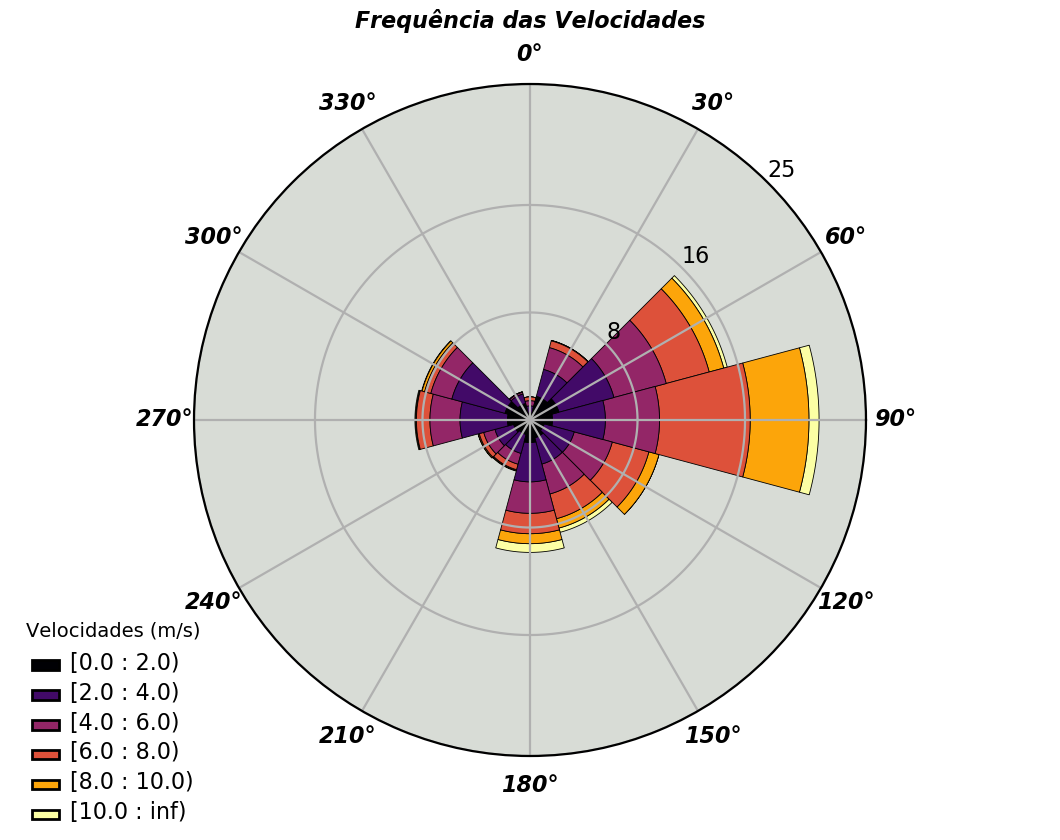 Frequência das Velocidades
0°
330°
30°
25
300°
60°
16
8
270°
90°
240°
120°
210°
150°
180°
Velocidades (m/s)
[0.0 : 2.0)
[2.0 : 4.0)
[4.0 : 6.0)
[6.0 : 8.0)
[8.0 : 10.0)
[10.0 : inf)